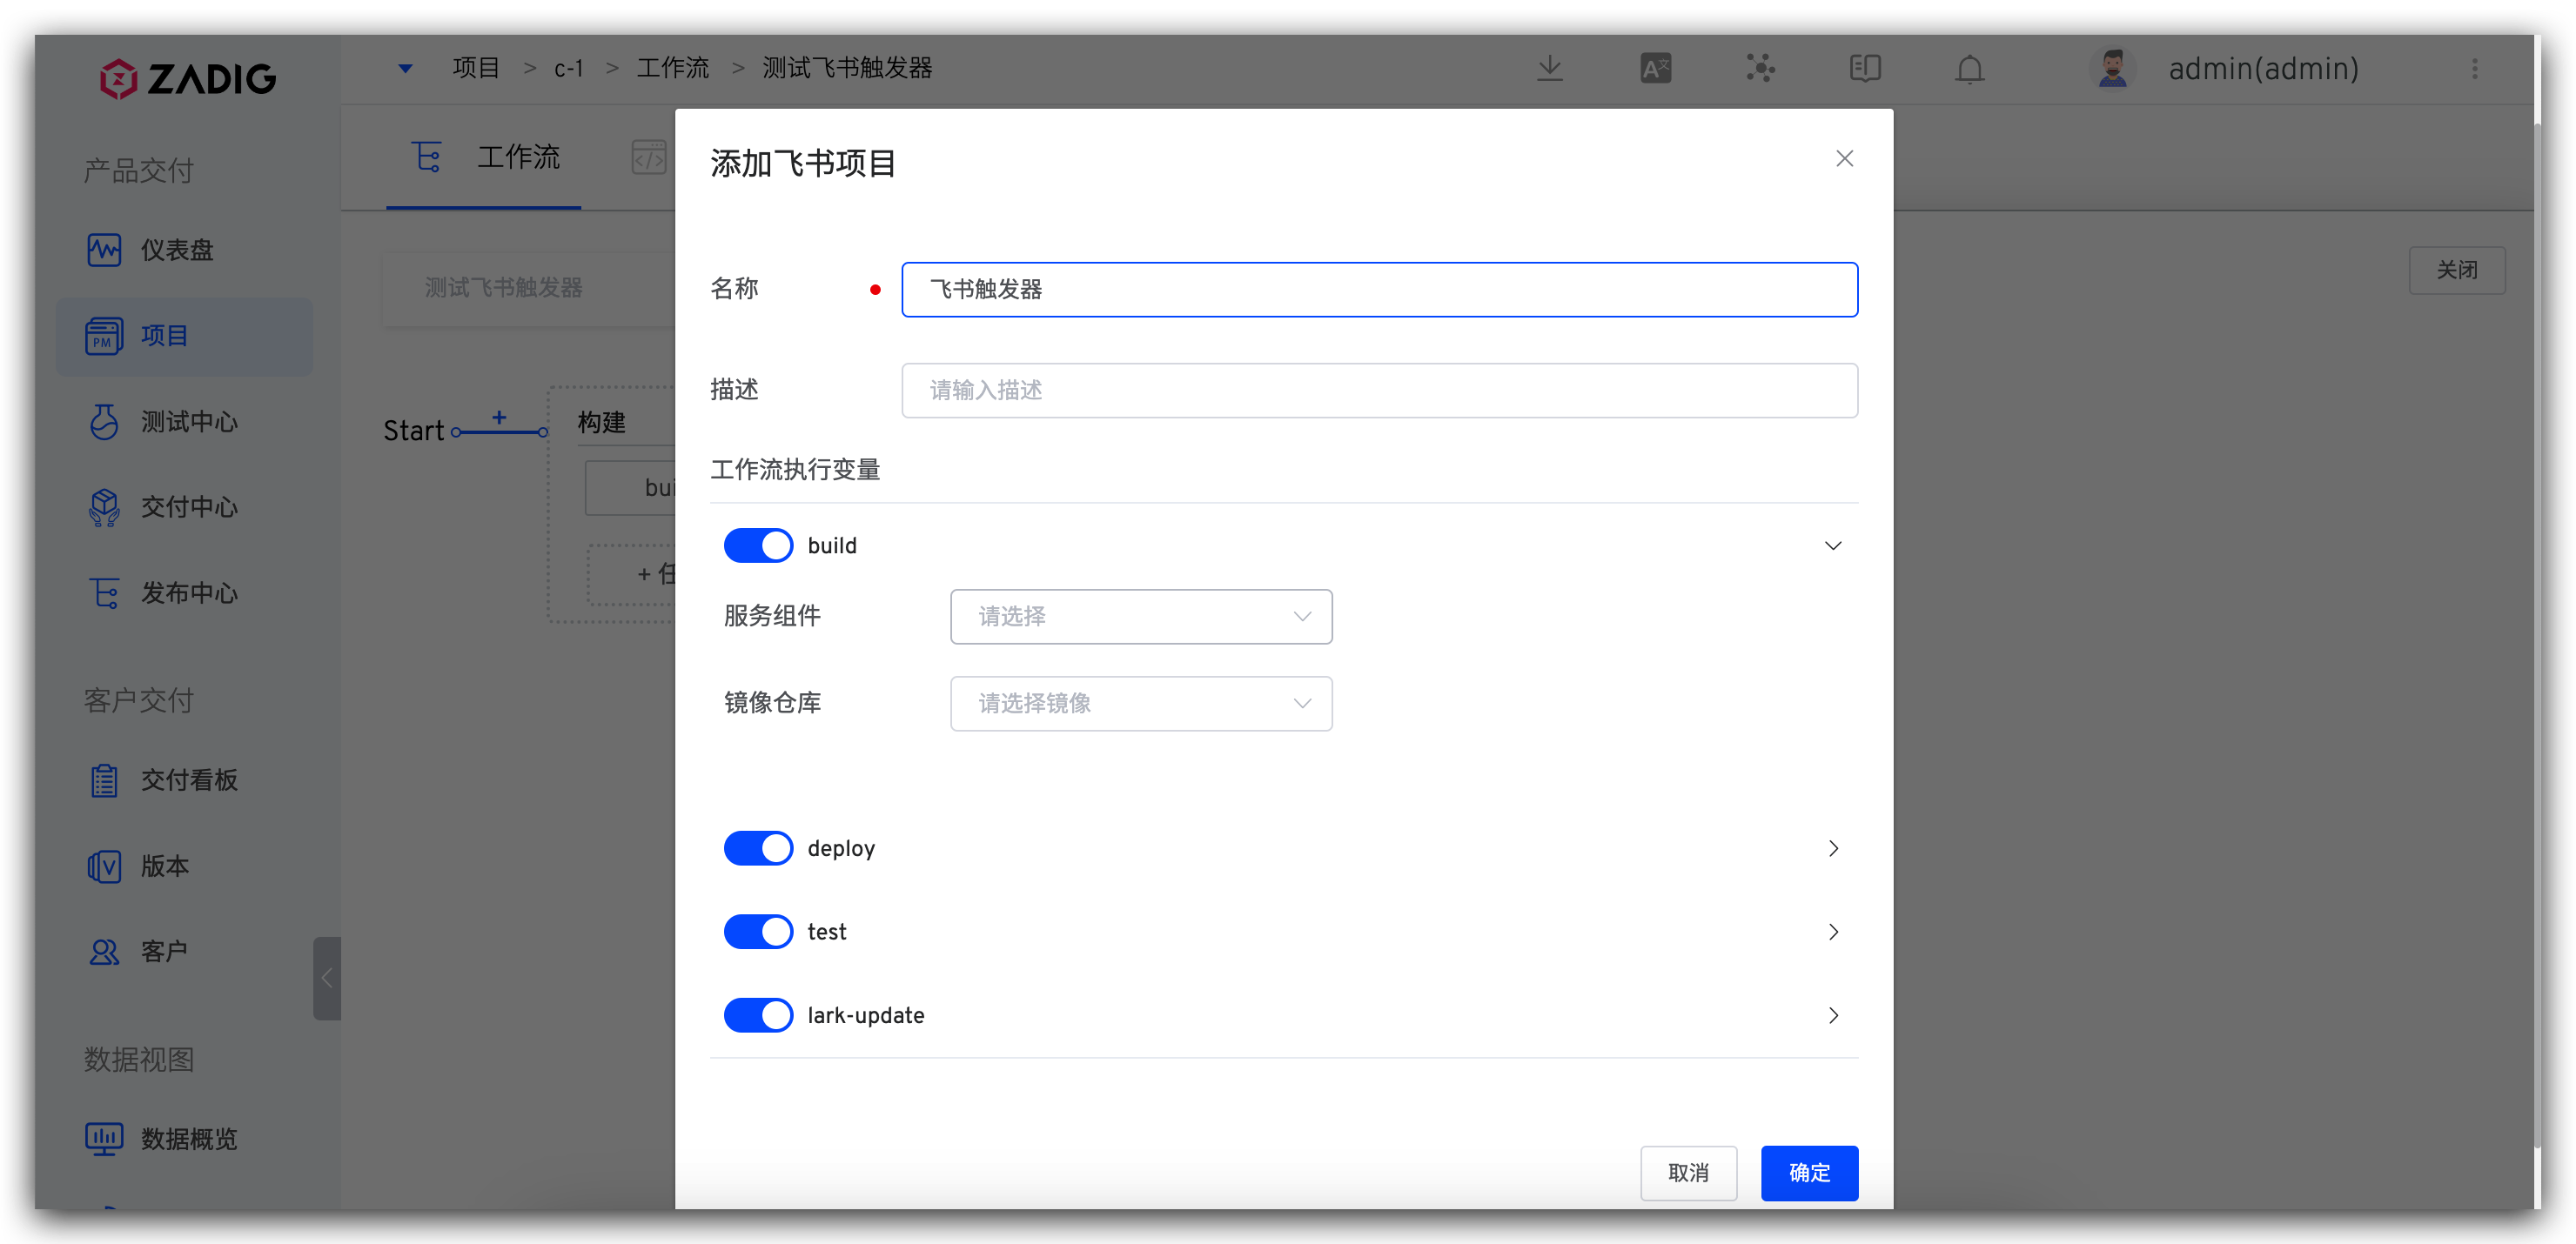 ZADIG
项目 > c-1 > 工作流 > 测试飞书触发器
admin(admin)
产品交付
仪表盘
PM 项目
测试中心
交付中心
发布中心
客户交付
交付看板
版本
客户
数据视图
数据概览
工作流
测试飞书触发器
关闭
Start
构建
bui
+ 任
添加飞书项目
名称 飞书触发器
描述 请输入描述
工作流执行变量
build
服务组件 请选择
镜像仓库 请选择镜像
deploy
test
lark-update
取消 确定